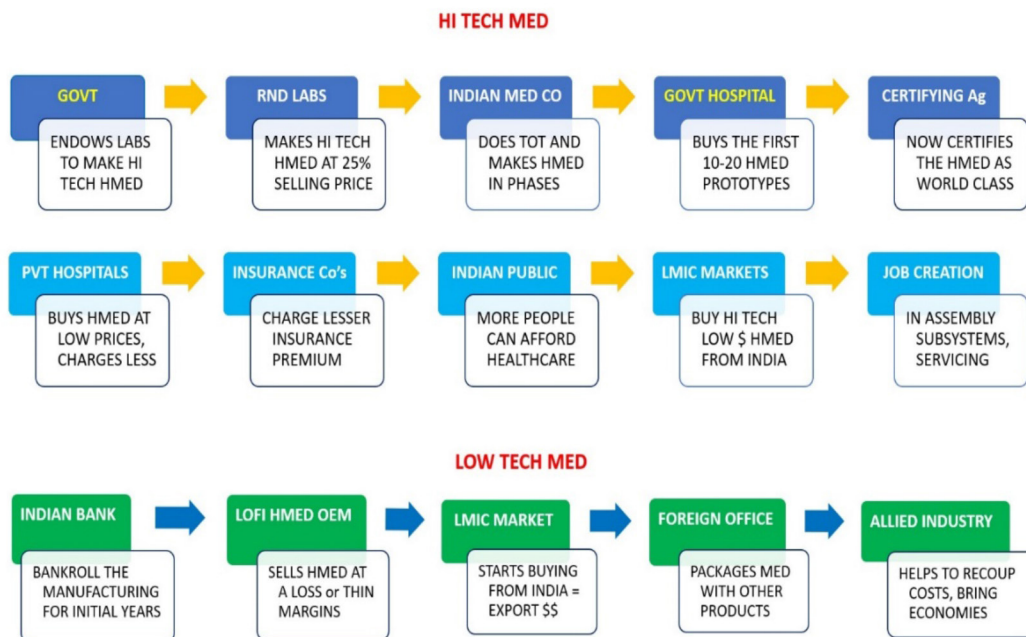 HI TECH MED
GOVT
ENDOWS LABS
TO MAKE HI
TECH HMED
RND LABS
MAKES HI TECH
HMED AT 25%
SELLING PRICE
INDIAN MED CO
DOES TOT AND
MAKES HMED
IN PHASES
GOVT HOSPITAL
BUYS THE FIRST
10-20 HMED
PROTOTYPES
CERTIFYING Ag
NOW CERTIFIES
THE HMED AS
WORLD CLASS
PVT HOSPITALS
BUYS HMED AT
LOW PRICES,
CHARGES LESS
INSURANCE Co's
CHARGE LESSER
INSURANCE
PREMIUM
INDIAN PUBLIC
MORE PEOPLE
CAN AFFORD
HEALTHCARE
LMIC MARKETS
BUY HI TECH
LOW $ HMED
FROM INDIA
JOB CREATION
IN ASSEMBLY
SUBSYSTEMS,
SERVICING
LOW TECH MED
INDIAN BANK
BANKROLL THE
MANUFACTURING
FOR INITIAL YEARS
LOFI HMED OEM
SELLS HMED AT
A LOSS or THIN
MARGINS
LMIC MARKET
STARTS BUYING
FROM INDIA =
EXPORT $$
FOREIGN OFFICE
PACKAGES MED
WITH OTHER
PRODUCTS
ALLIED INDUSTRY
HELPS TO RECOUP
COSTS, BRING
ECONOMIES